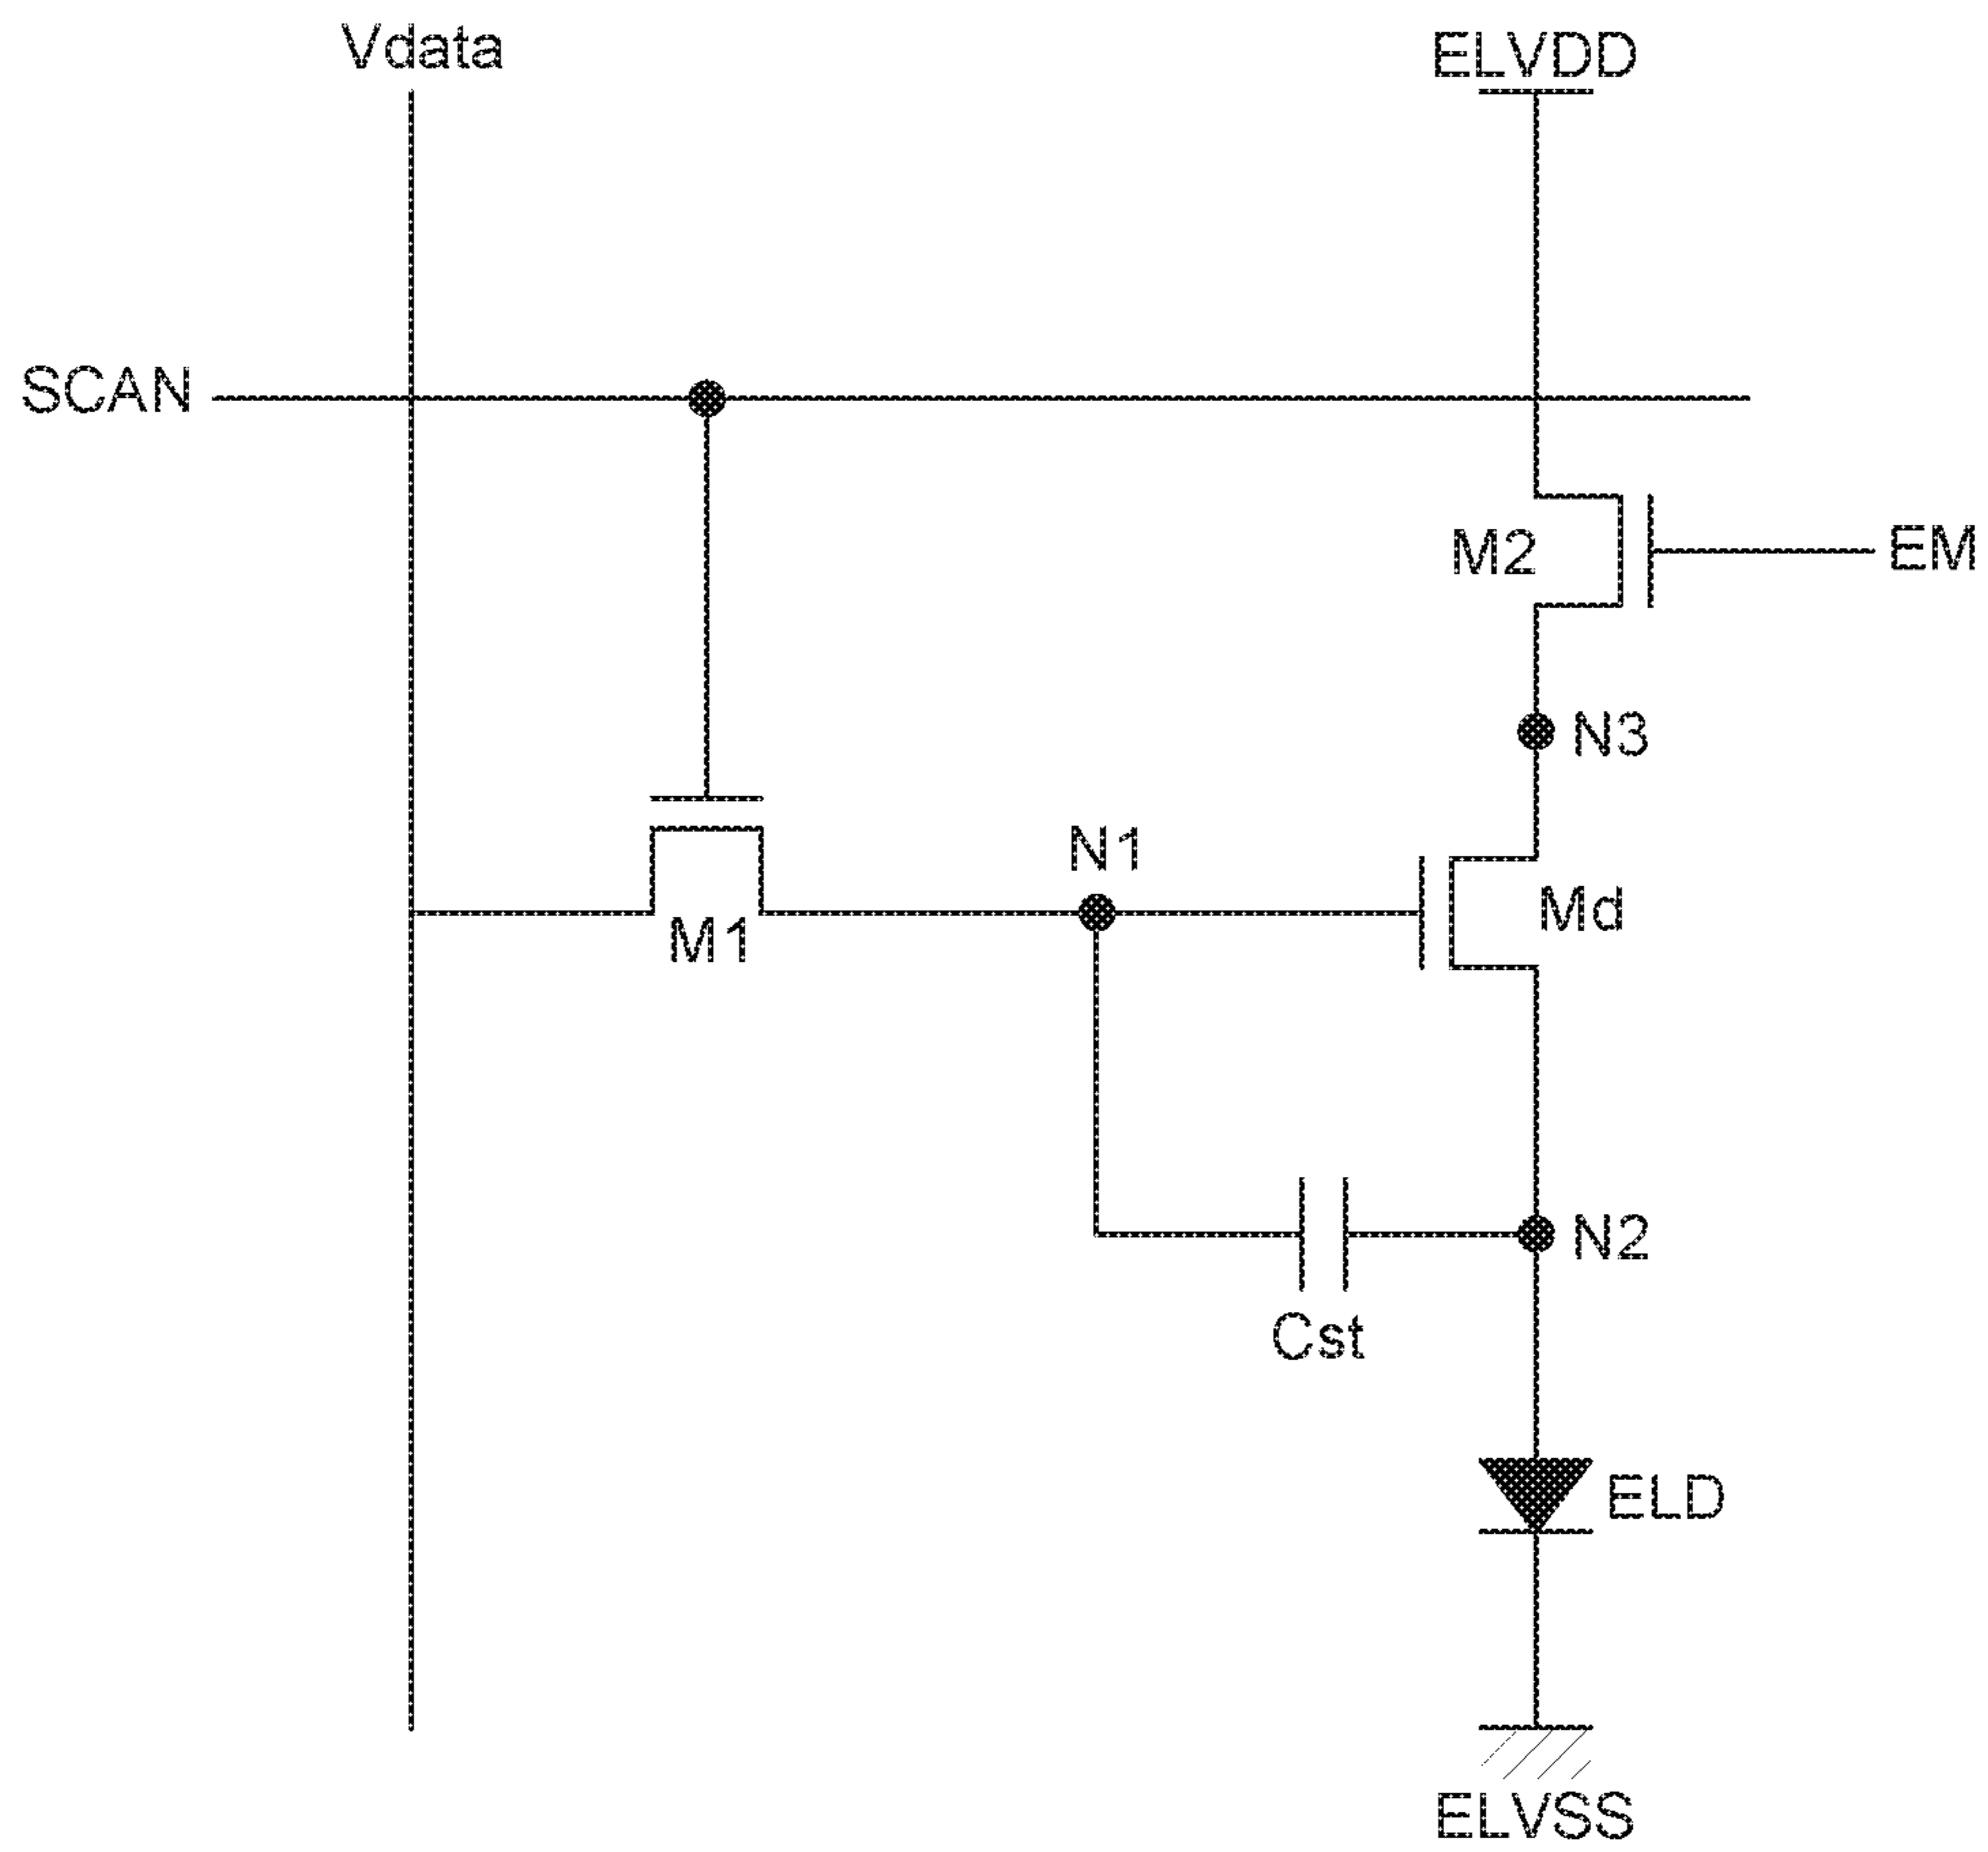 Vdata
ELVDD
SCAN
M2
EM
N3
N1
Md
M1
N2
Cst
ELD
ELVSS